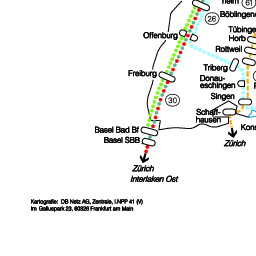 heim
61
Böblingen
26
Offenburg
Tübinge
Horb
Rottweil
Triberg
Freiburg
Donau-
eschingen
Singen
30
Schaff-
hausen
Kons
Basel Bad Bf
Basel SBB
Zürich
Zürich
Interlaken Ost
Kartografie: DB Netz AG, Zentrale, I.NPP 41 (V)
Im Galluspark 23, 60326 Frankfurt am Main